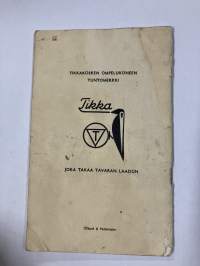 TIKKAKOSKEN OMPELUKONEEN
TUNTOMERKKI
Tikka
T
JOKA TAKAA TAVARAN LAADUN